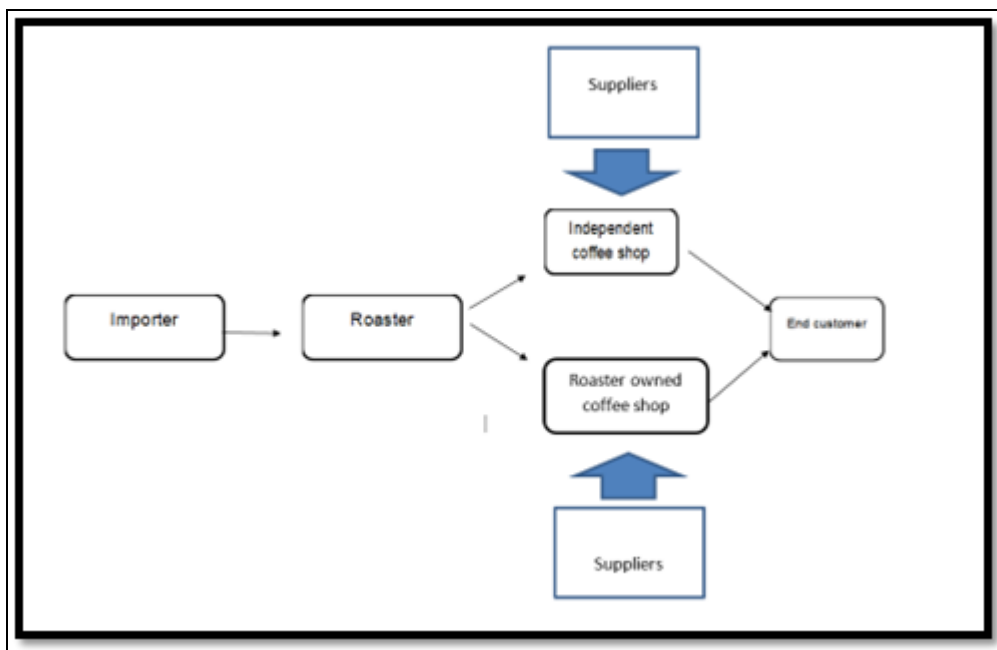 Suppliers
Independent
coffee shop
Importer
Roaster
End customer
Roaster owned
coffee shop
Suppliers